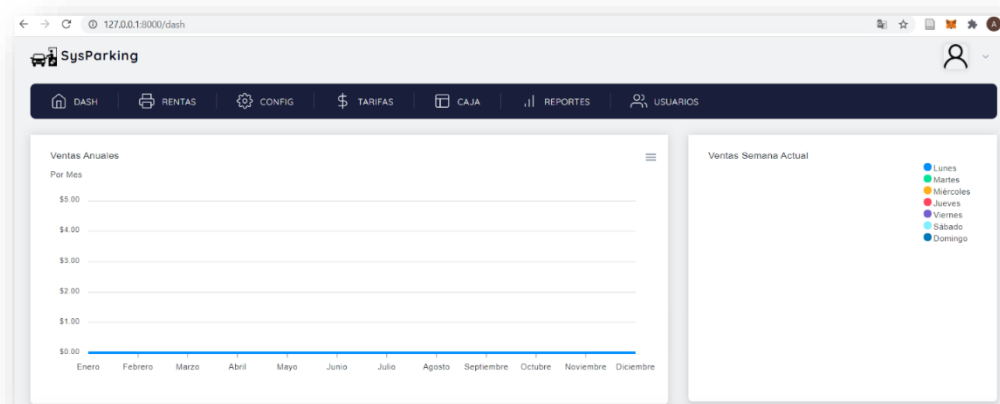 127.0.0.1:8000/dash
A
SysParking
DASH RENTAS CONFIG $ TARIFAS CAJA REPORTES USUARIOS
Ventas Anuales
Por Mes
$5.00
$4.00
$3.00
$2.00
$1.00
$0.00
Enero Febrero Marzo Abril Mayo Junio Julio Agosto Septiembre Octubre Noviembre Diciembre
Ventas Semana Actual
Lunes
Martes
Miércoles
Jueves
Viernes
Sábado
Domingo